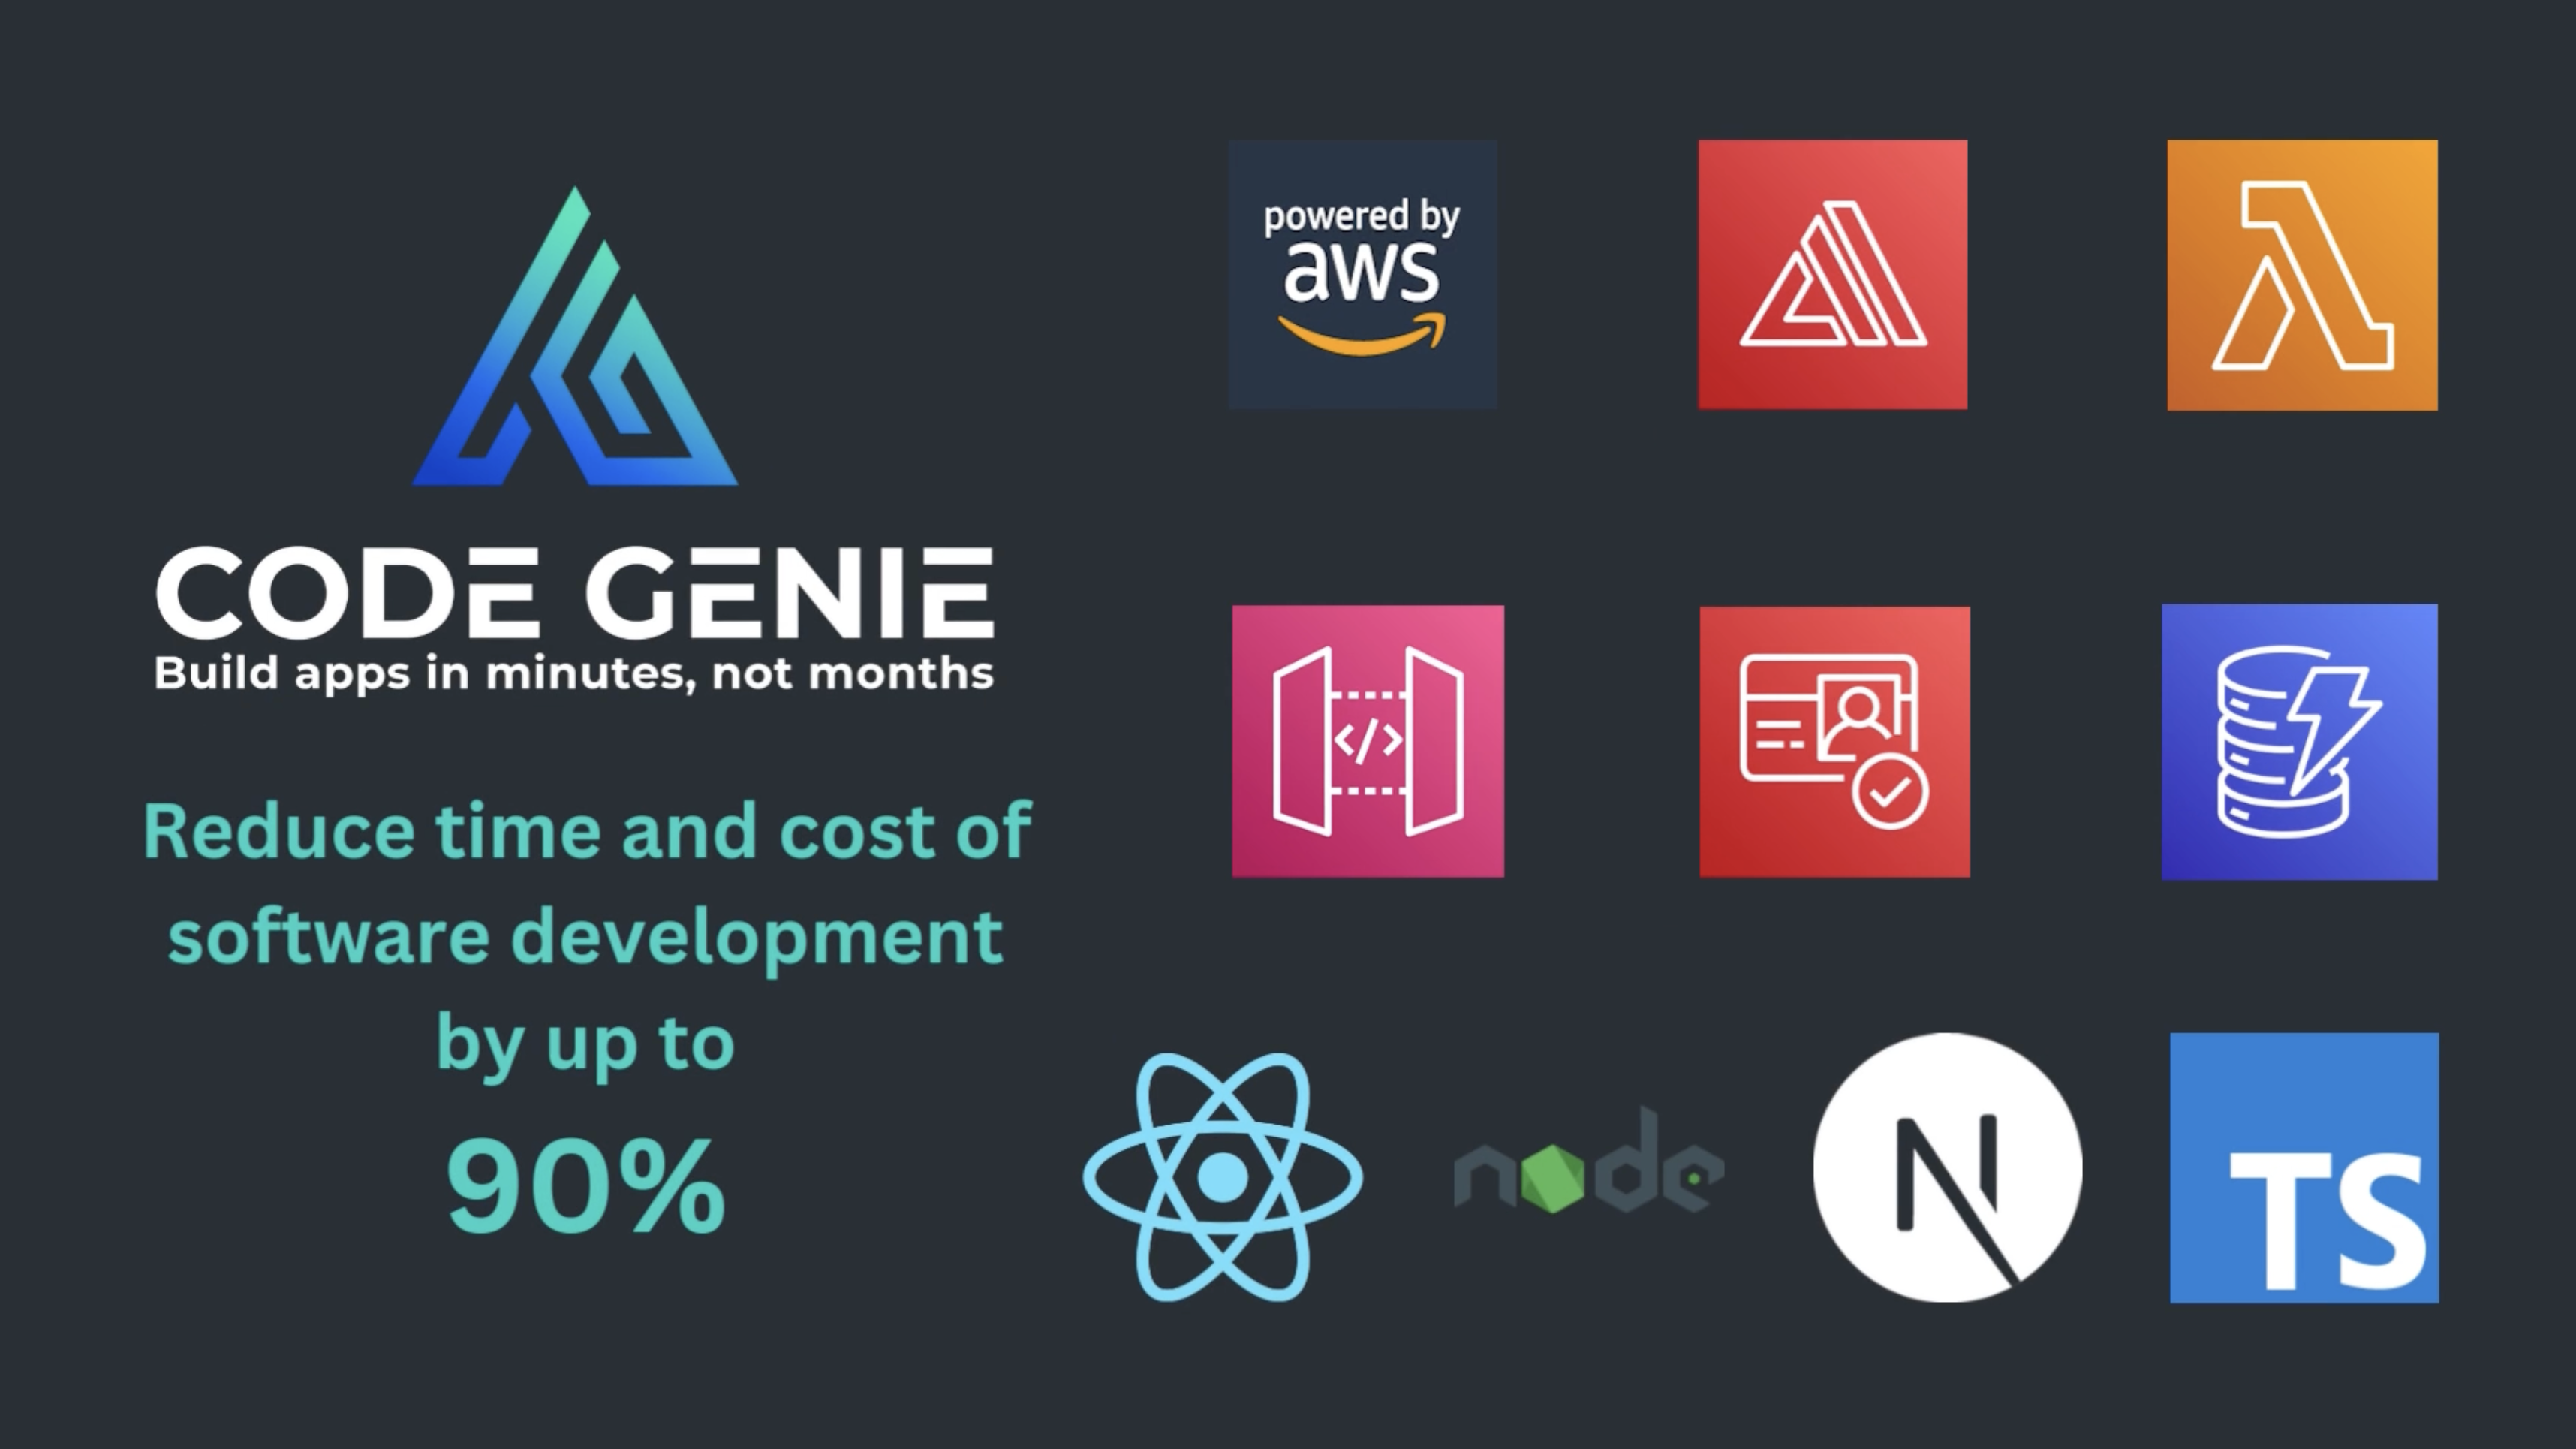 CODE GENIE
Build apps in minutes, not months
Reduce time and cost of
software development
by up to
90%
powered by
aws
</>
node
N
TS